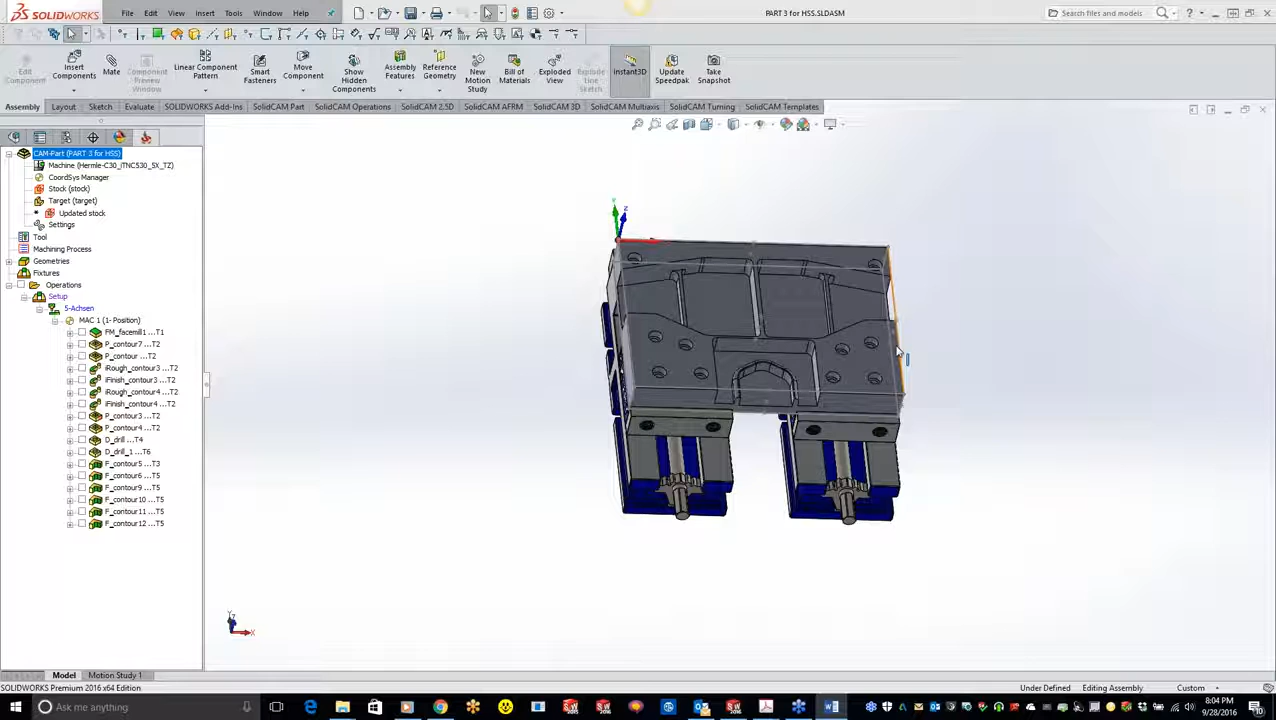 SOLIDWORKS File Edit View Insert Tools Window Help PART 3 for HSS.SLDASM Search files and models
Edit Component
Insert Components
Mate
Component Preview Window
Linear Component Pattern
Smart Fasteners
Move Component
Show Hidden Components
Assembly Features
Reference Geometry
New Motion Study
Bill of Materials
Exploded View
Explode Line Sketch
Instant3D
Update Speedpak
Take Snapshot
Assembly Layout Sketch Evaluate SOLIDWORKS Add-Ins SolidCAM Part SolidCAM Operations SolidCAM 2.5D SolidCAM AFRM SolidCAM 3D SolidCAM Multiaxis SolidCAM Turning SolidCAM Templates
CAM-Part (PART 3 for HSS)
Machine (Hermle-C30_iTNC530_5X_TZ)
CoordSys Manager
Stock (stock)
Target (target)
Updated stock
Settings
Tool
Machining Process
Geometries
Fixtures
Operations
Setup
5-Achsen
MAC 1 (1- Position)
FM_facemill1 ...T1
P_contour7 ...T2
P_contour ...T2
iRough_contour3 ...T2
iFinish_contour3 ...T2
iRough_contour4 ...T2
iFinish_contour4 ...T2
P_contour3 ...T2
P_contour4 ...T2
D_drill ...T4
D_drill_1 ...T6
F_contour5 ...T3
F_contour6 ...T5
F_contour9 ...T5
F_contour10 ...T5
F_contour11 ...T5
F_contour12 ...T5
Y
Z
Y
Z
X
Model Motion Study 1
SOLIDWORKS Premium 2016 x64 Edition Under Defined Editing Assembly Custom
Ask me anything
8:04 PM
9/28/2016